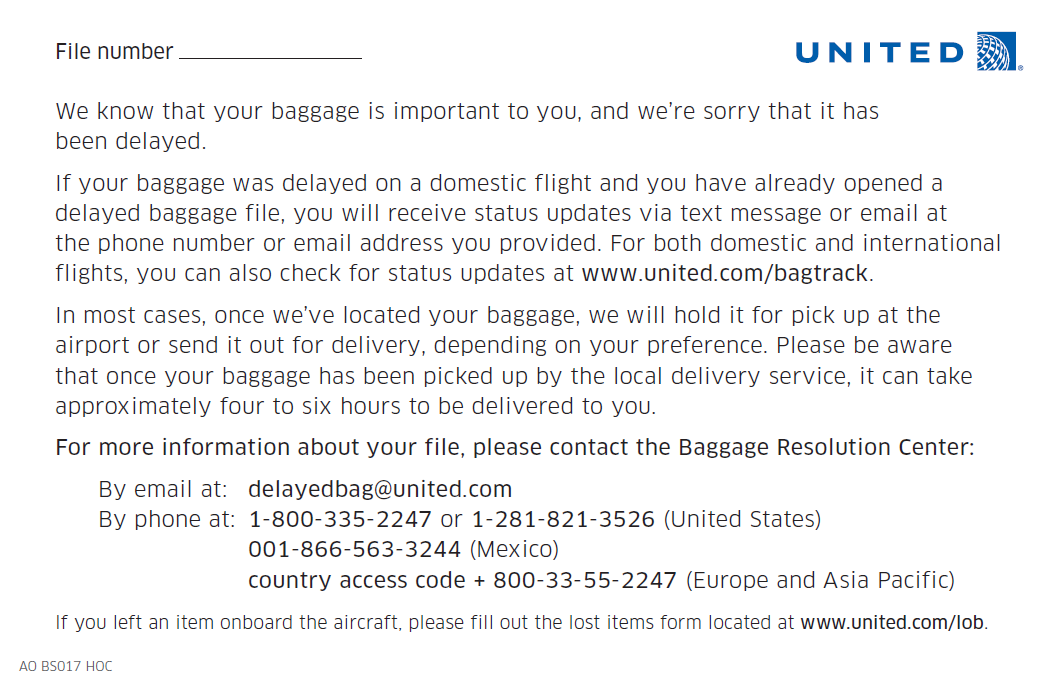 File number
UNITED
We know that your baggage is important to you, and we're sorry that it has
been delayed.
If your baggage was delayed on a domestic flight and you have already opened a
delayed baggage file, you will receive status updates via text message or email at
the phone number or email address you provided. For both domestic and international
flights, you can also check for status updates at www.united.com/bagtrack.
In most cases, once we've located your baggage, we will hold it for pick up at the
airport or send it out for delivery, depending on your preference. Please be aware
that once your baggage has been picked up by the local delivery service, it can take
approximately four to six hours to be delivered to you.
For more information about your file, please contact the Baggage Resolution Center:
By email at: delayedbag@united.com
By phone at: 1-800-335-2247 or 1-281-821-3526 (United States)
001-866-563-3244 (Mexico)
country access code + 800-33-55-2247 (Europe and Asia Pacific)
If you left an item onboard the aircraft, please fill out the lost items form located at www.united.com/lob.
AO BS017 HOC